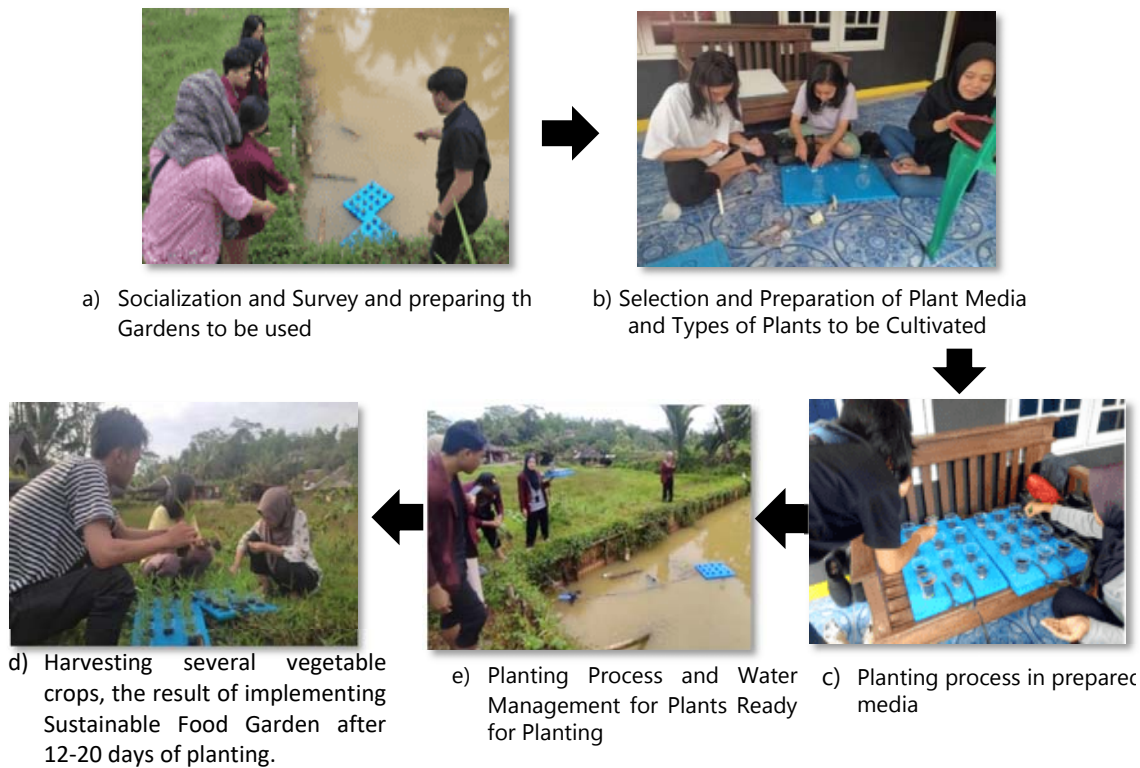 a) Socialization and Survey and preparing th
Gardens to be used
b) Selection and Preparation of Plant Media
and Types of Plants to be Cultivated
d) Harvesting several vegetable
crops, the result of implementing
Sustainable Food Garden after
12-20 days of planting.
e) Planting Process and Water
Management for Plants Ready
for Planting
c) Planting process in prepared
media